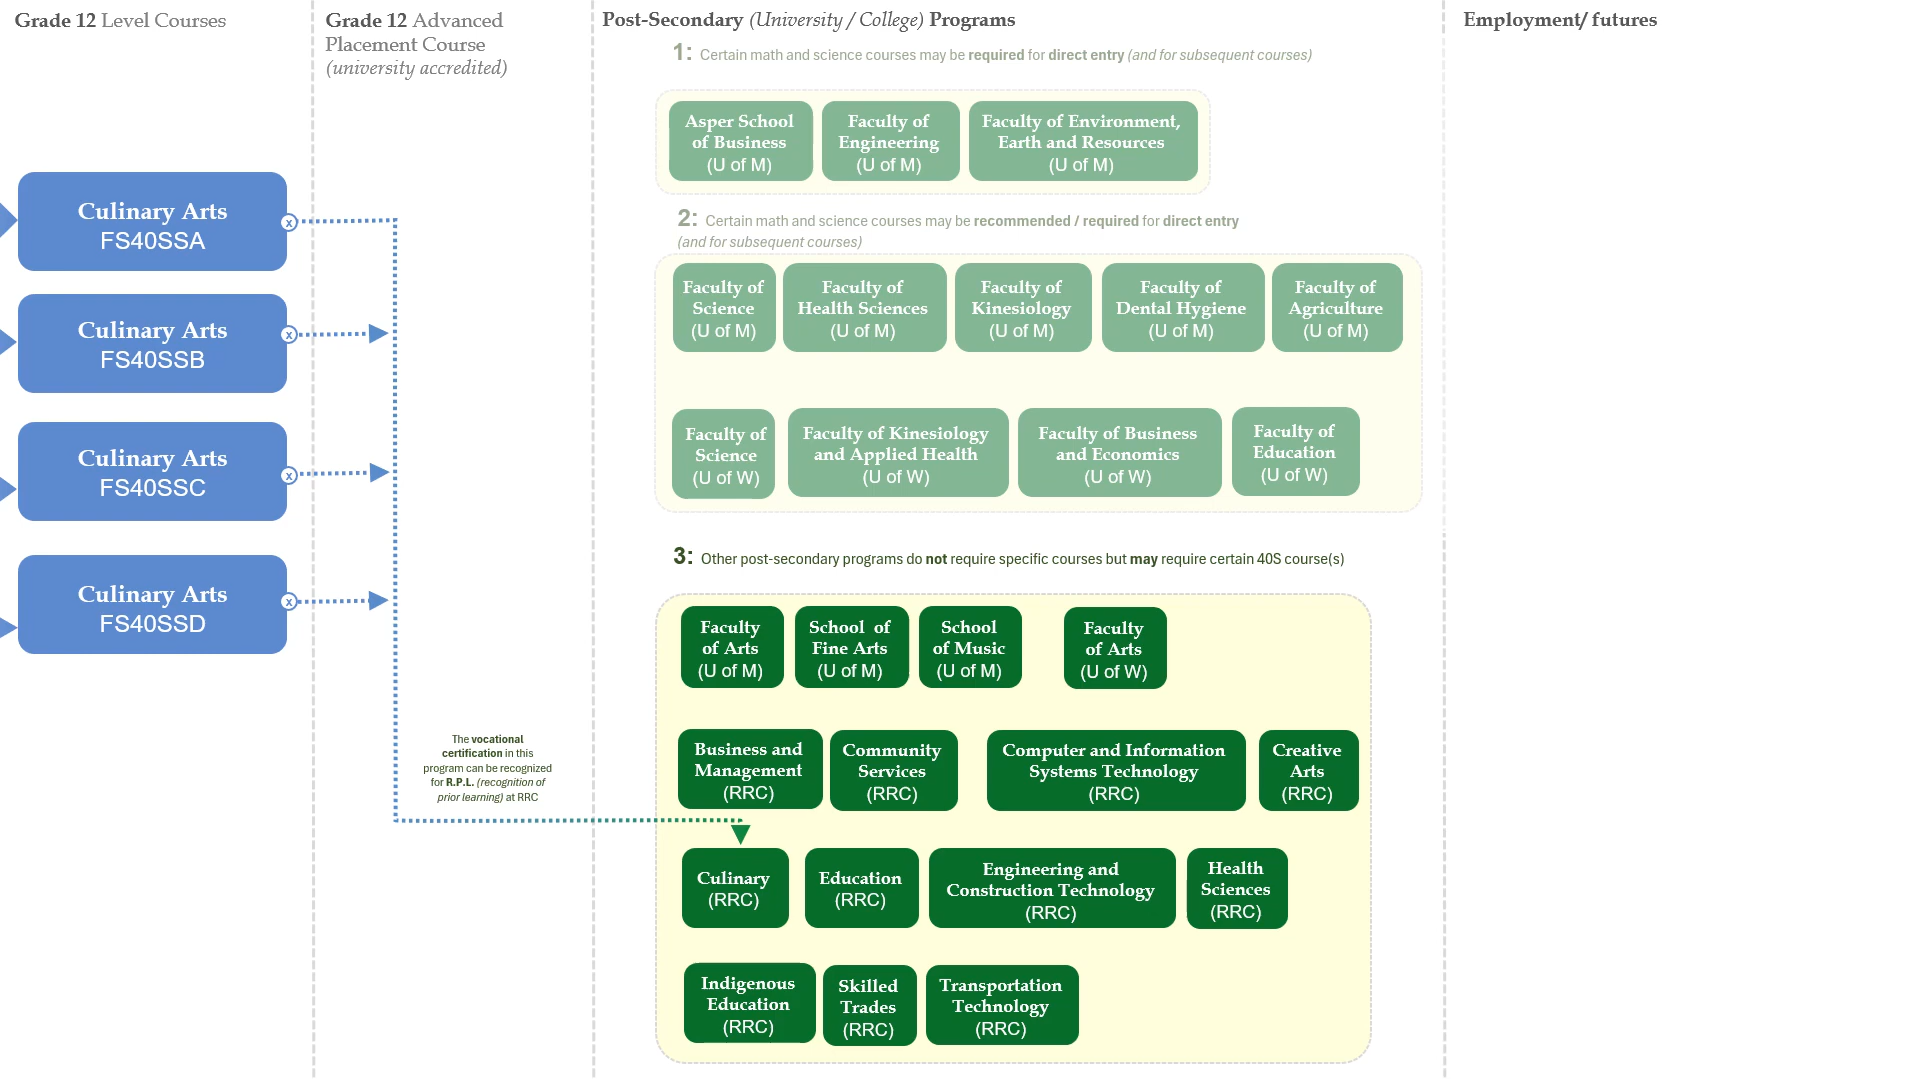 Grade 12 Level Courses
Grade 12 Advanced
Placement Course
(university accredited)
Post-Secondary (University / College) Programs
Employment/ futures
1: Certain math and science courses may be required for direct entry (and for subsequent courses)
Asper School
of Business
(U of M)
Faculty of
Engineering
(U of M)
Faculty of Environment,
Earth and Resources
(U of M)
2: Certain math and science courses may be recommended / required for direct entry
(and for subsequent courses)
Faculty of
Science
(U of M)
Faculty of
Health Sciences
(U of M)
Faculty of
Kinesiology
(U of M)
Faculty of
Dental Hygiene
(U of M)
Faculty of
Agriculture
(U of M)
Faculty of
Science
(U of W)
Faculty of Kinesiology
and Applied Health
(U of W)
Faculty of Business
and Economics
(U of W)
Faculty of
Education
(U of W)
Culinary Arts
FS40SSA
x
Culinary Arts
FS40SSB
x
Culinary Arts
FS40SSC
x
Culinary Arts
FS40SSD
x
3: Other post-secondary programs do not require specific courses but may require certain 40S course(s)
Faculty
of Arts
(U of M)
School of
Fine Arts
(U of M)
School
of Music
(U of M)
Faculty
of Arts
(U of W)
The vocational
certification in this
program can be recognized
for R.P.L. (recognition of
prior learning) at RRC
Business and
Management
(RRC)
Community
Services
(RRC)
Computer and Information
Systems Technology
(RRC)
Creative
Arts
(RRC)
Culinary
(RRC)
Education
(RRC)
Engineering and
Construction Technology
(RRC)
Health
Sciences
(RRC)
Indigenous
Education
(RRC)
Skilled
Trades
(RRC)
Transportation
Technology
(RRC)